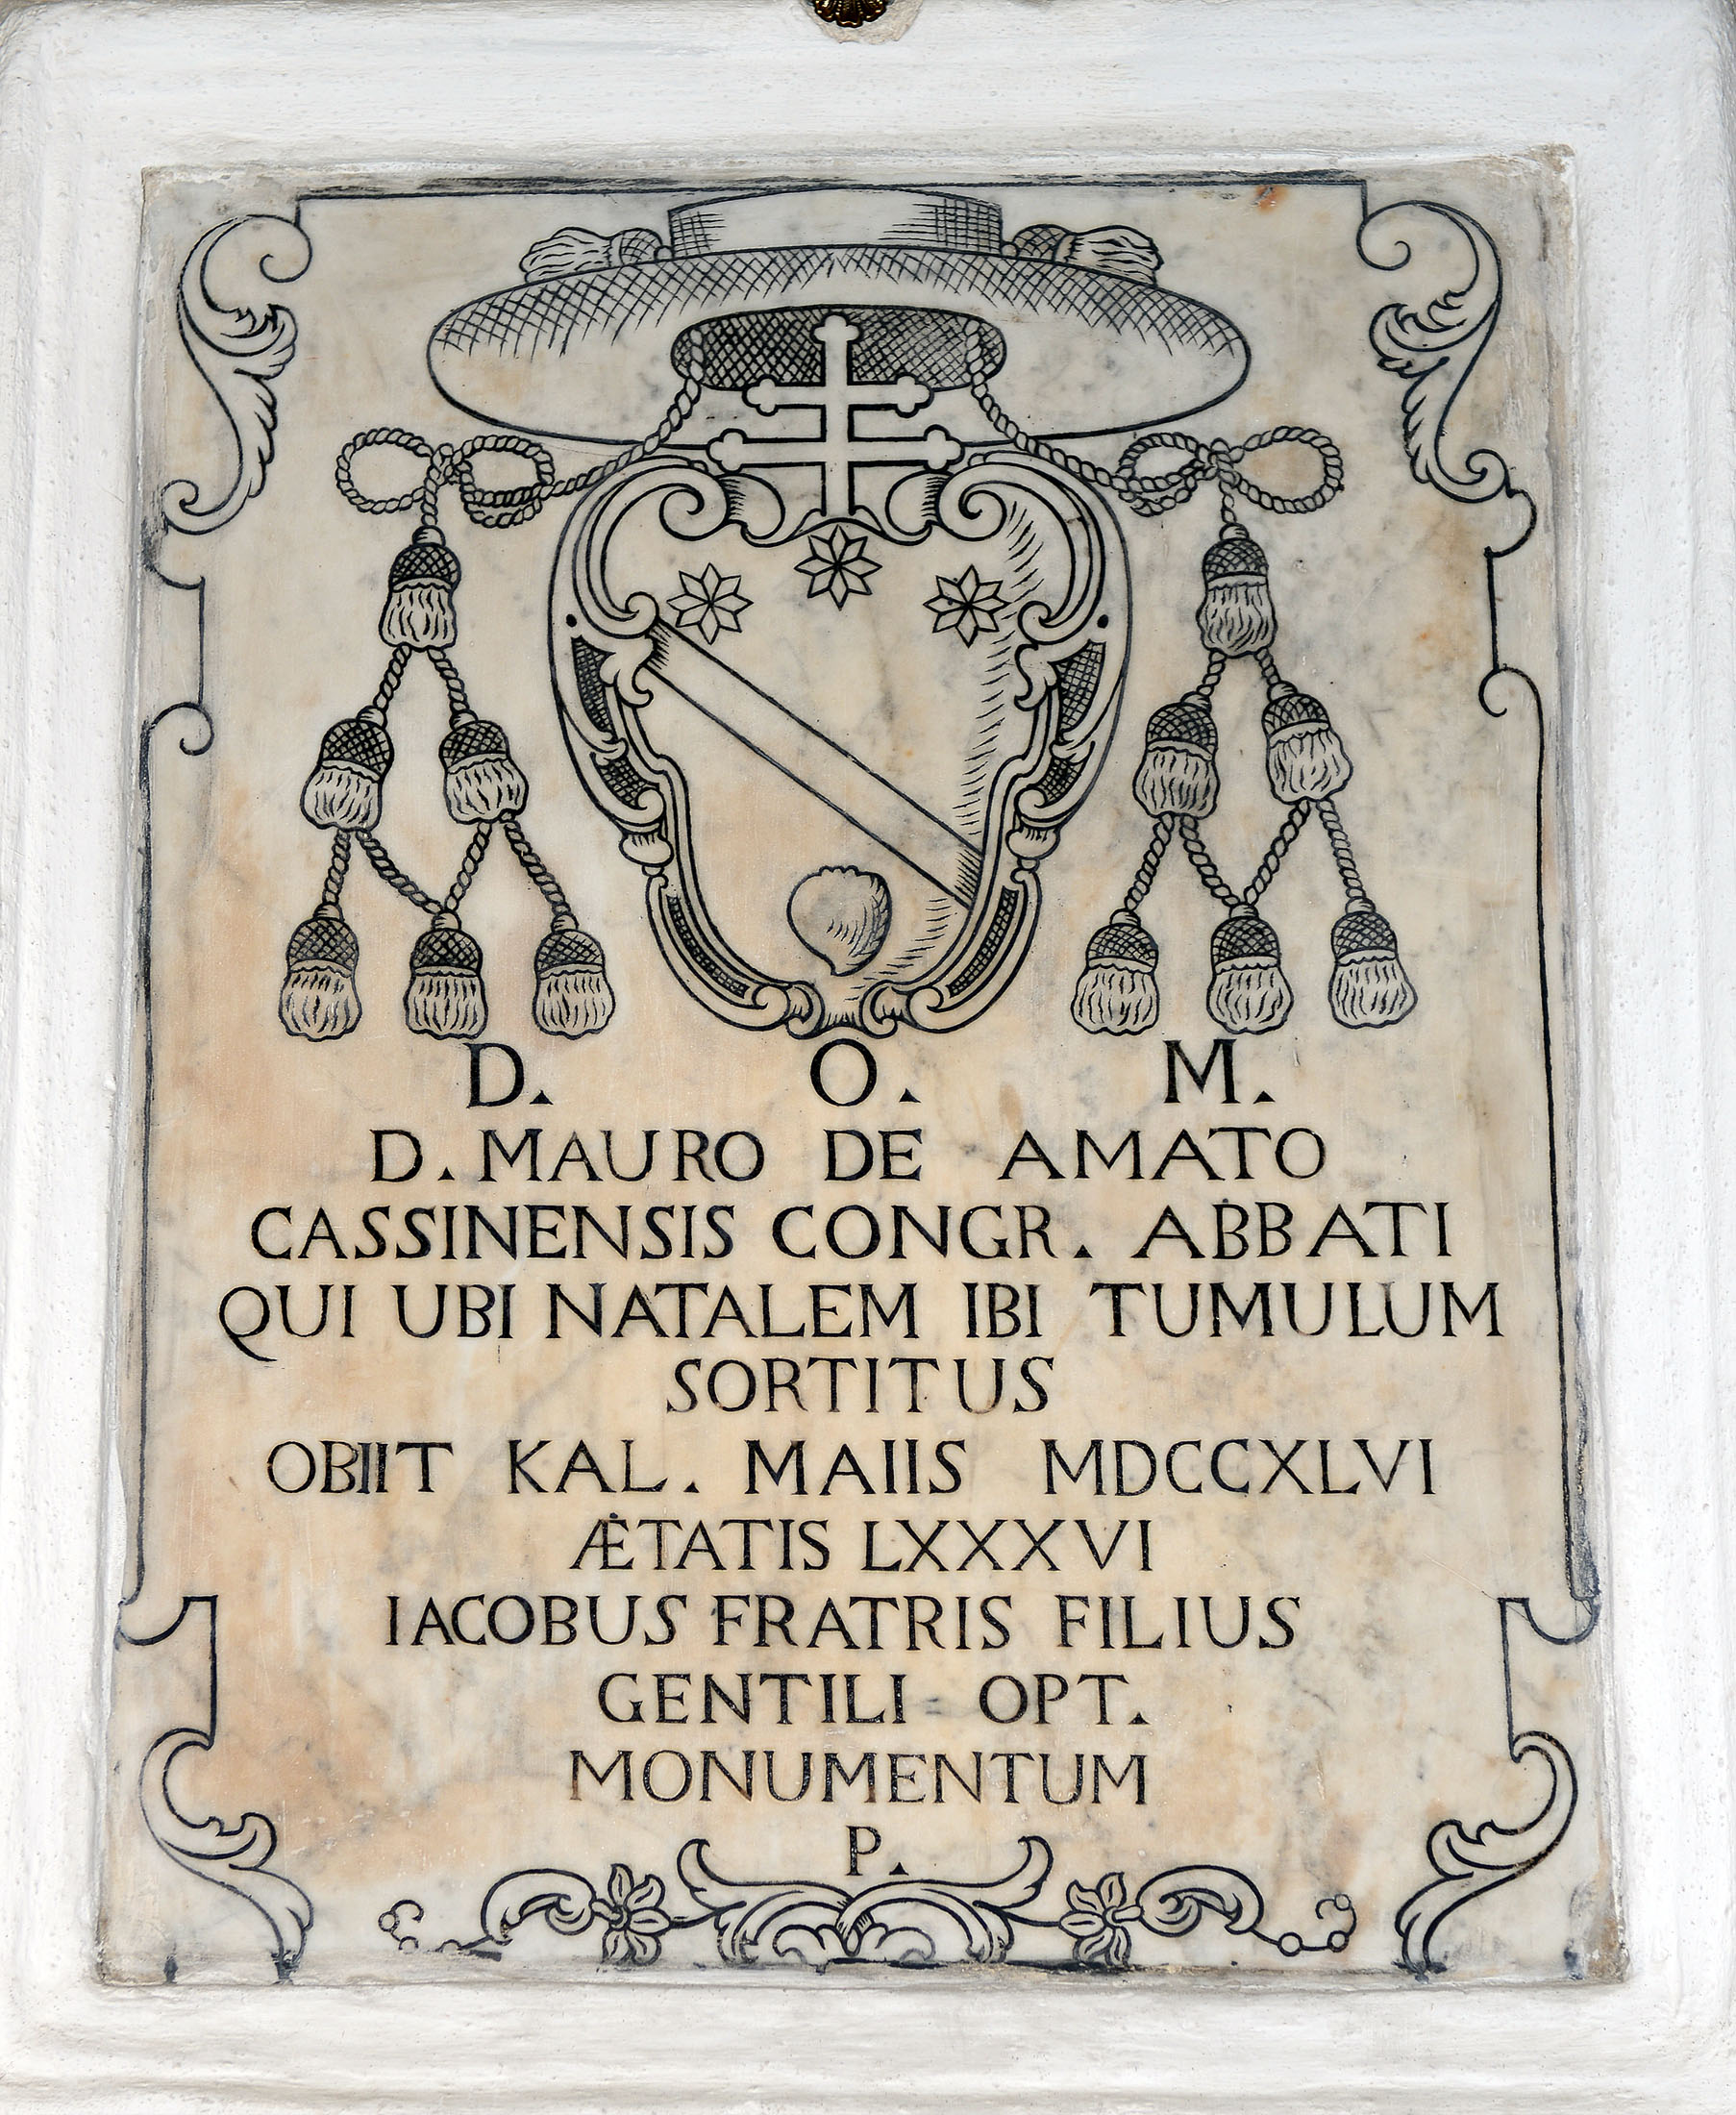 D. O. M.
D. MAURO DE AMATO
CASSINENSIS CONGR. ABBATI
QUI UBI NATALEM IBI TUMULUM
SORTITUS
OBIIT KAL. MAIIS MDCCXLVI
ÆTATIS LXXXVI
IACOBUS FRATRIS FILIUS
GENTILI OPT.
MONUMENTUM
P.